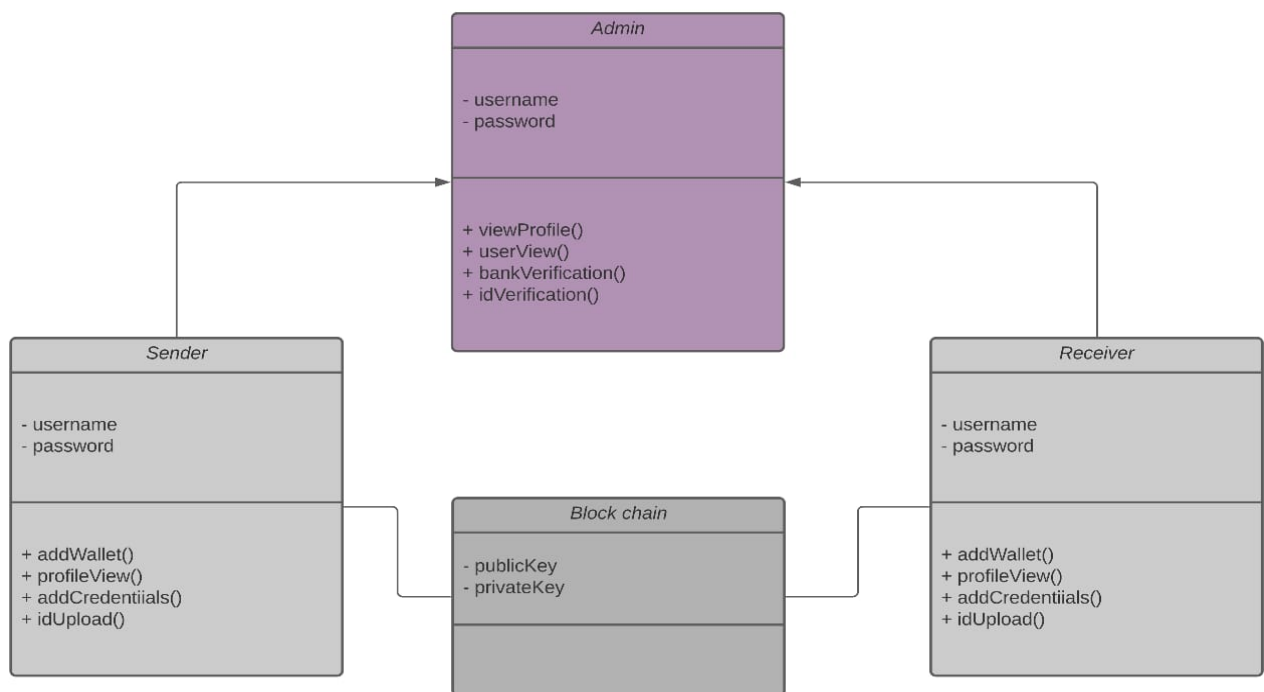 Admin
- username
- password
+ viewProfile()
+ userView()
+ bankVerification()
+ idVerification()
Sender
- username
- password
+ addWallet()
+ profileView()
+ addCredentiials()
+ idUpload()
Block chain
- publicKey
- privateKey
Receiver
- username
- password
+ addWallet()
+ profileView()
+ addCredentiials()
+ idUpload()